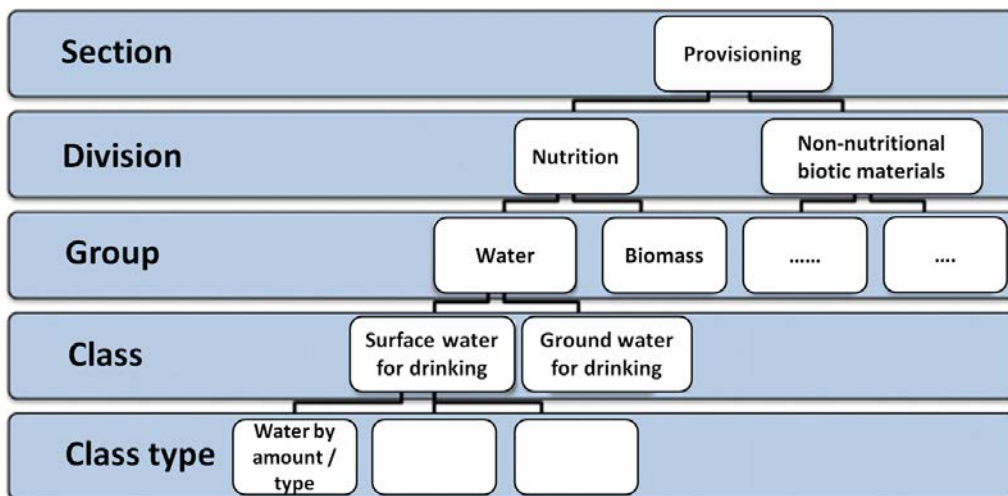 Section
Provisioning
Division
Nutrition
Non-nutritional
biotic materials
Group
Water
Biomass
......
....
Class
Surface water
for drinking
Ground water
for drinking
Class type
Water by
amount /
type